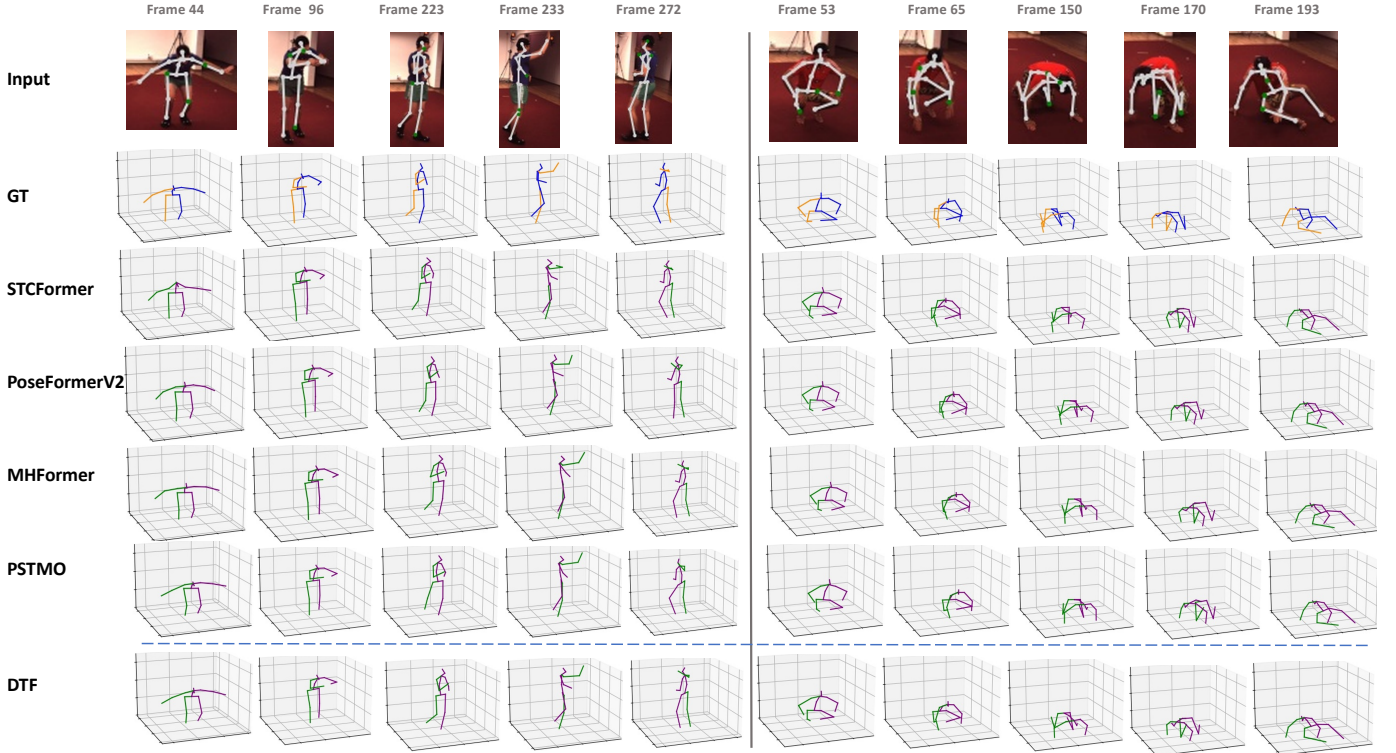 Frame 44 Frame 96 Frame 223 Frame 233 Frame 272 Frame 53 Frame 65 Frame 150 Frame 170 Frame 193
Input
GT
STCFormer
PoseFormerV2
MHFormer
PSTMO
DTF